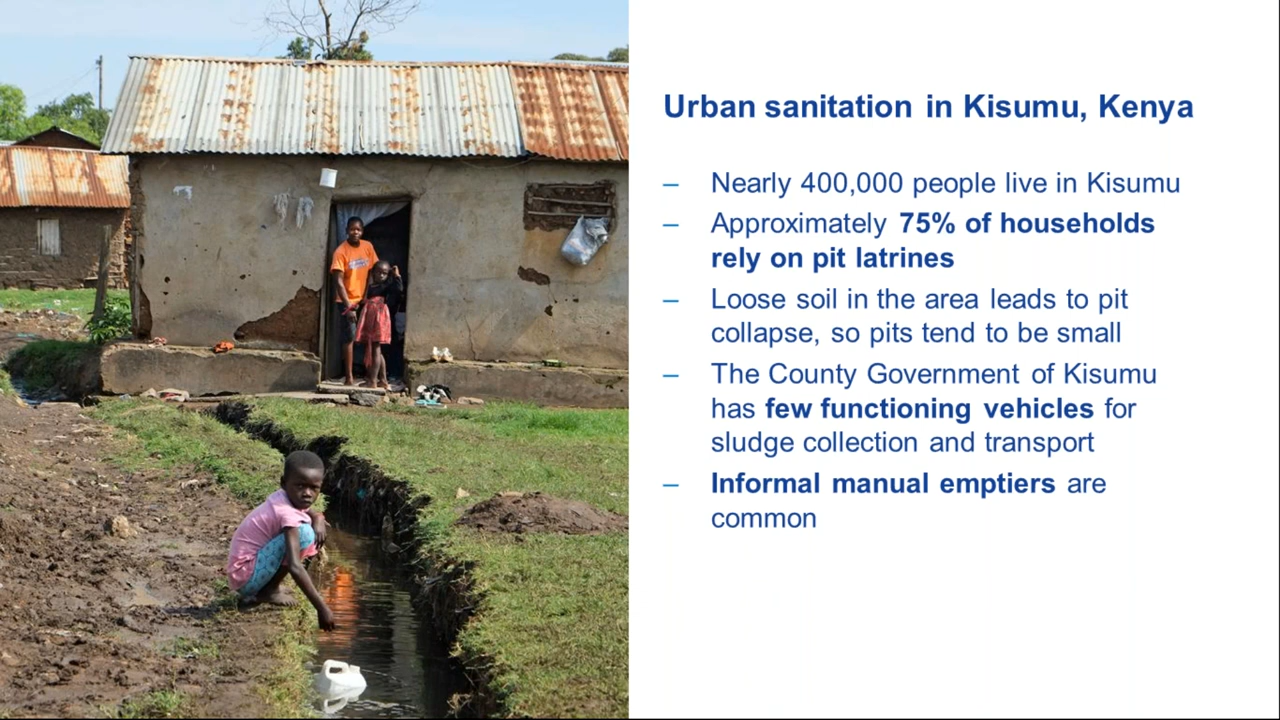 Urban sanitation in Kisumu, Kenya
– Nearly 400,000 people live in Kisumu
– Approximately 75% of households
rely on pit latrines
– Loose soil in the area leads to pit
collapse, so pits tend to be small
– The County Government of Kisumu
has few functioning vehicles for
sludge collection and transport
– Informal manual emptiers are
common